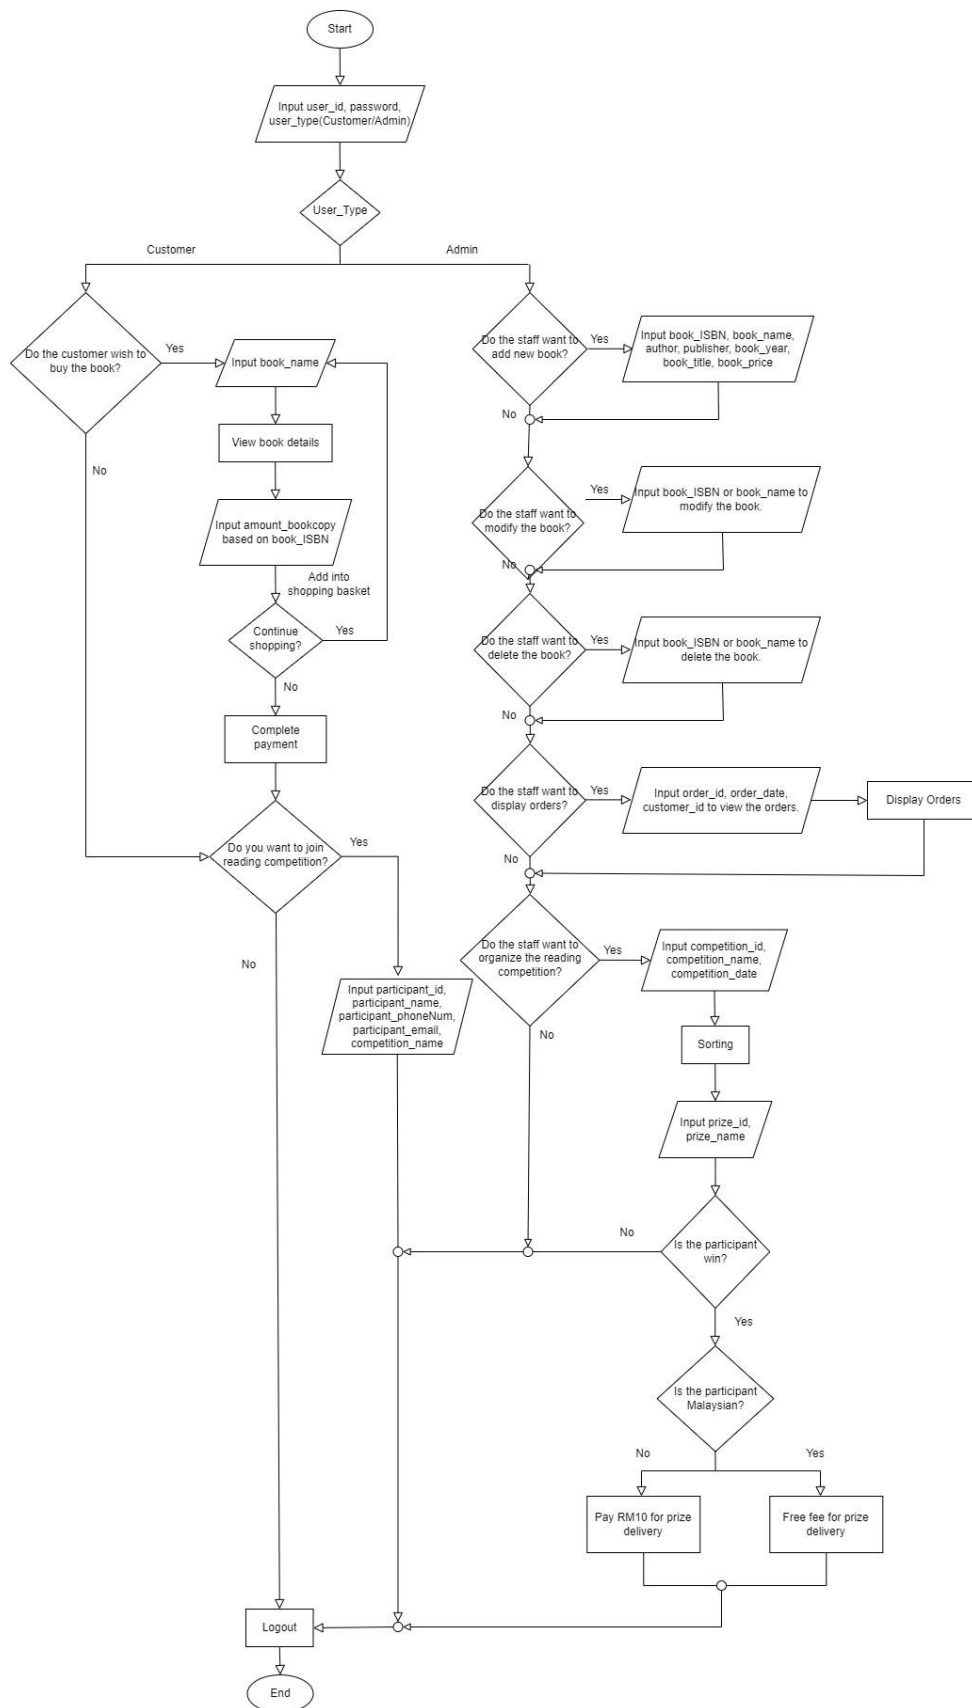 Start
Input user_id, password,
user_type(Customer/Admin)
User_Type
Customer
Admin
Do the customer wish to
buy the book?
Yes
Input book_name
No
View book details
Input amount_bookcopy
based on book_ISBN
Add into
shopping basket
Continue
shopping?
Yes
No
Complete
payment
Do you want to join
reading competition?
Yes
No
Input participant_id,
participant_name,
participant_phoneNum,
participant_email,
competition_name
Do the staff want to
add new book?
Yes
Input book_ISBN, book_name,
author, publisher, book_year,
book_title, book_price
No
Do the staff want to
modify the book?
Yes
Input book_ISBN or book_name to
modify the book.
No
Do the staff want to
delete the book?
Yes
Input book_ISBN or book_name to
delete the book.
No
Do the staff want to
display orders?
Yes
Input order_id, order_date,
customer_id to view the orders.
Display Orders
No
Do the staff want to
organize the reading
competition?
Yes
Input competition_id,
competition_name,
competition_date
No
Sorting
Input prize_id,
prize_name
Is the participant
win?
No
Yes
Is the participant
Malaysian?
No
Yes
Pay RM10 for prize
delivery
Free fee for prize
delivery
Logout
End